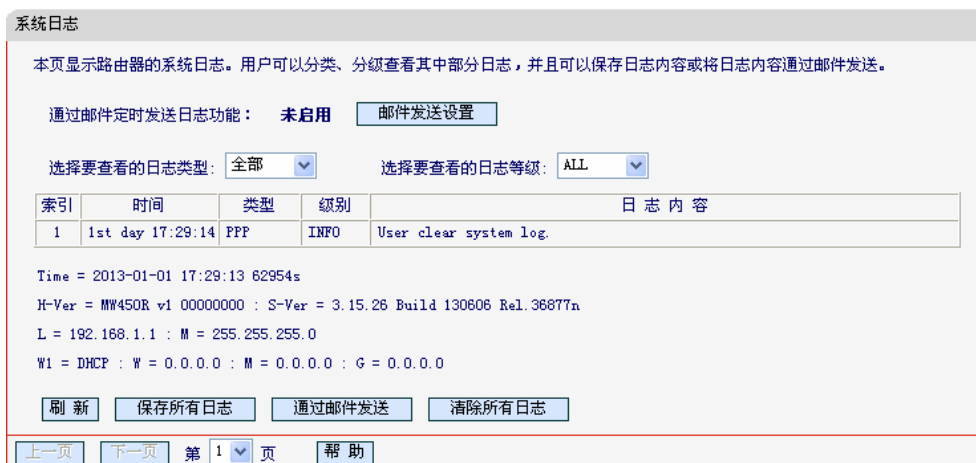 系统日志
本页显示路由器的系统日志。用户可以分类、分级查看其中部分日志，并且可以保存日志内容或将日志内容通过邮件发送。
通过邮件定时发送日志功能： 未启用 邮件发送设置
选择要查看的日志类型: 全部 选择要查看的日志等级: ALL
索引 时间 类型 级别 日志内容
1 1st day 17:29:14 PPP INFO User clear system log.
Time = 2013-01-01 17:29:13 62954s
H-Ver = MW450R v1 00000000 : S-Ver = 3.15.26 Build 130606 Rel.36877n
L = 192.168.1.1 : M = 255.255.255.0
W1 = DHCP : W = 0.0.0.0 : M = 0.0.0.0 : G = 0.0.0.0
刷新 保存所有日志 通过邮件发送 清除所有日志
上一页 下一页 第 1 页 帮助